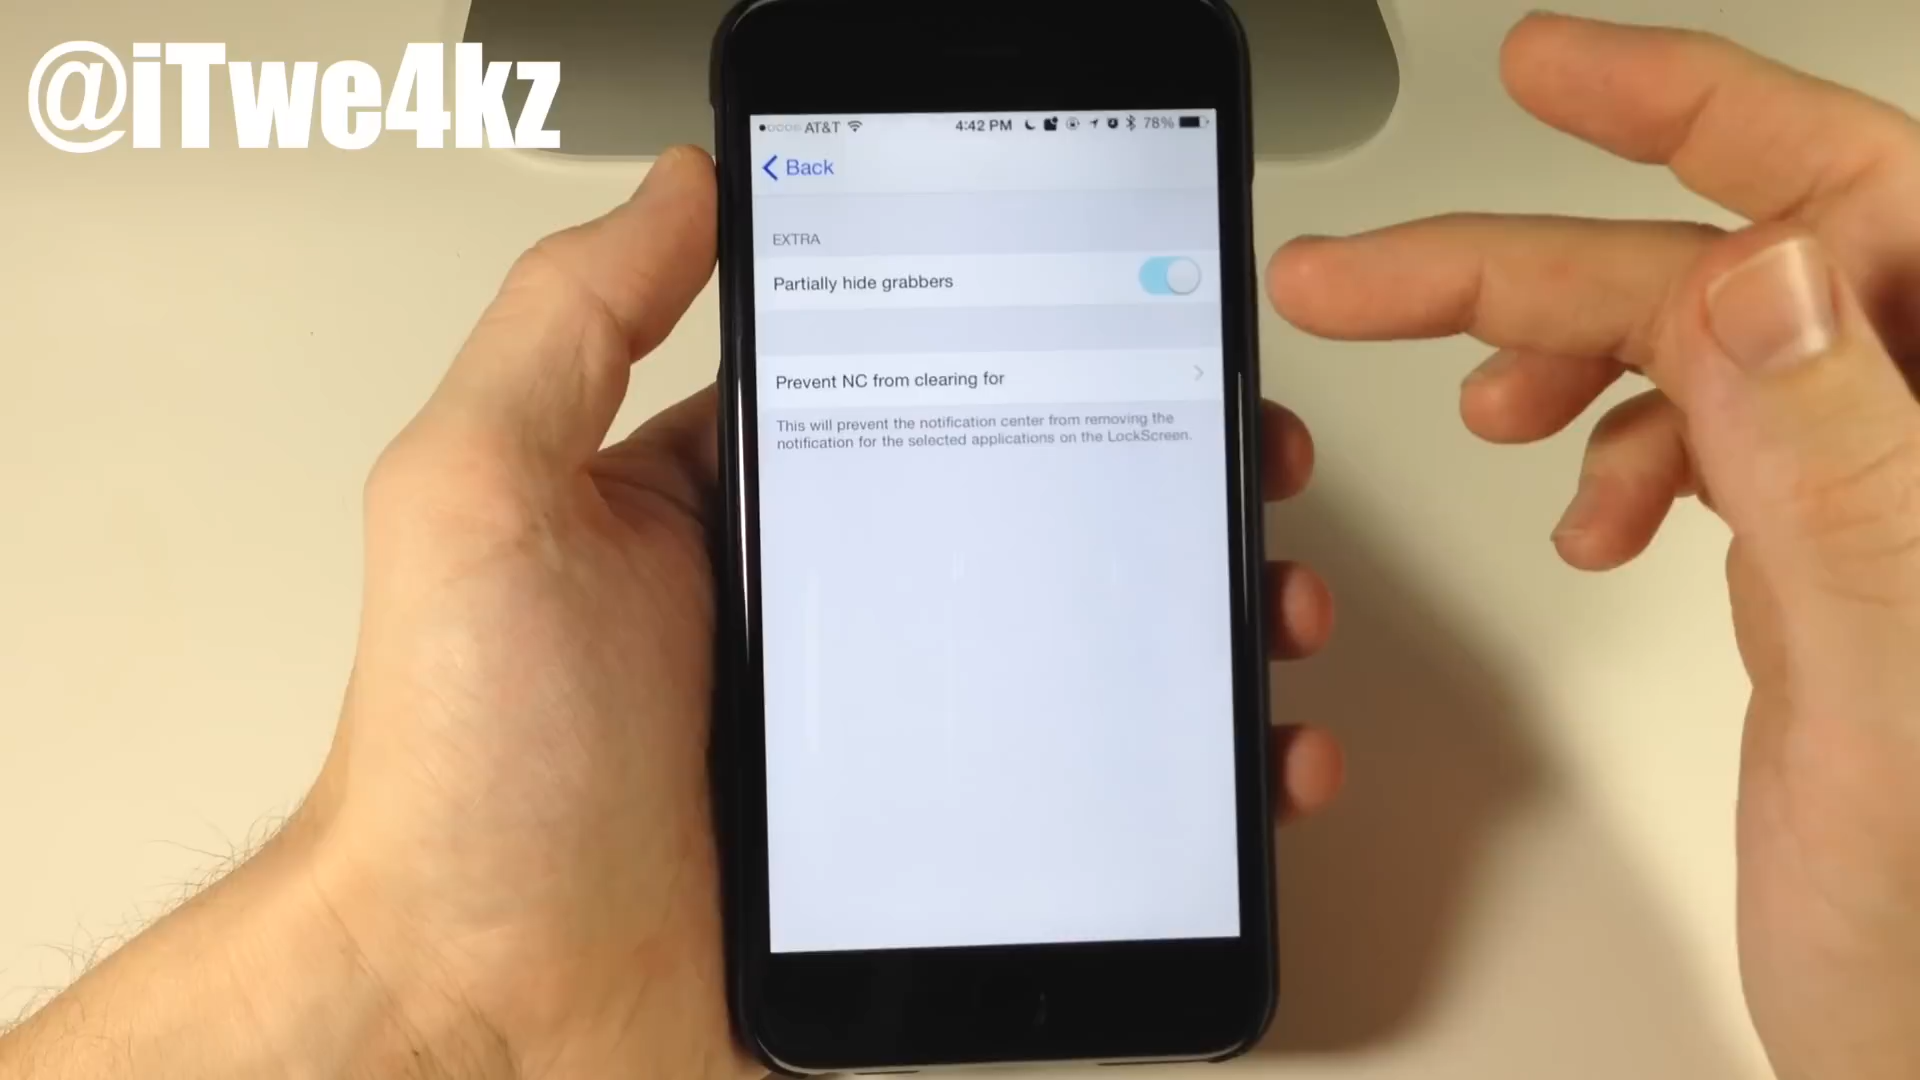 @iTwe4kz
AT&T 4:42 PM 78%
Back
EXTRA
Partially hide grabbers
Prevent NC from clearing for
This will prevent the notification center from removing the
notification for the selected applications on the LockScreen.